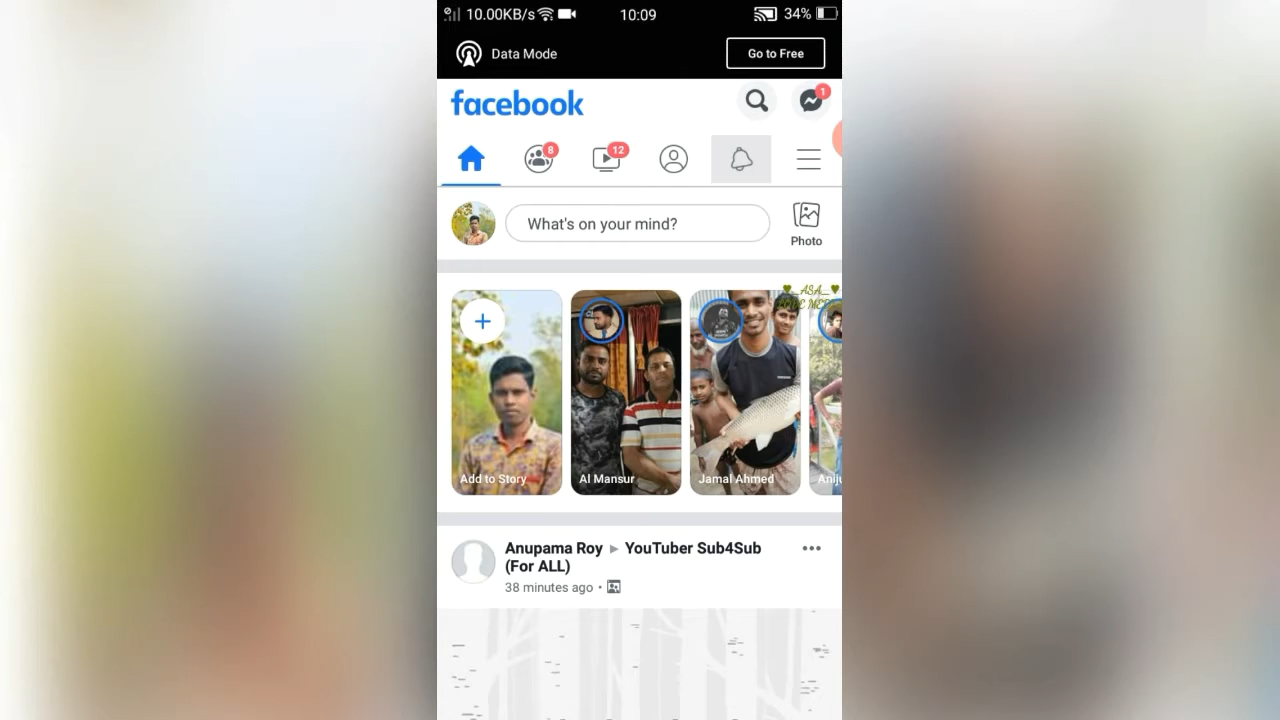 10.00KB/s
10:09
34%
Data Mode
Go to Free
facebook
1
8
12
What's on your mind?
Photo
Add to Story
Al Mansur
Jamal Ahmed
Anupama Roy ▶ YouTuber Sub4Sub
(For ALL)
38 minutes ago